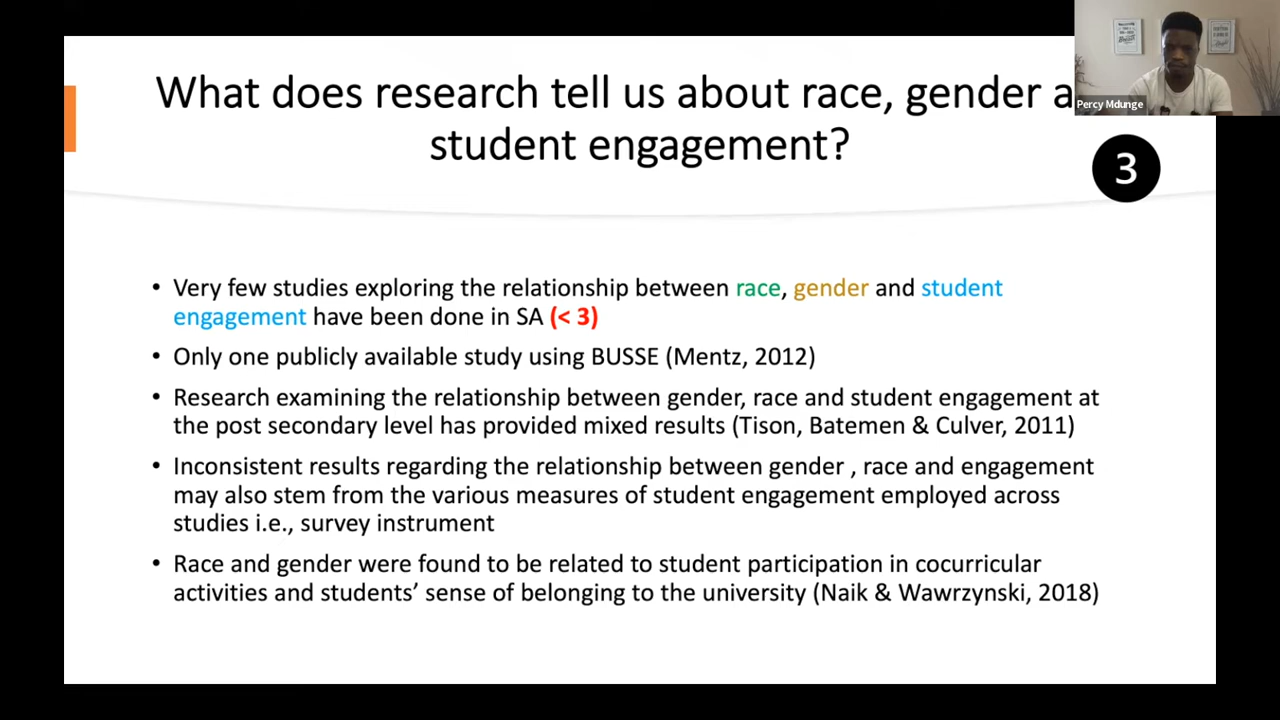 What does research tell us about race, gender a
student engagement?
Percy Mdunge
3
• Very few studies exploring the relationship between race, gender and student
engagement have been done in SA (< 3)
• Only one publicly available study using BUSSE (Mentz, 2012)
• Research examining the relationship between gender, race and student engagement at
the post secondary level has provided mixed results (Tison, Batemen & Culver, 2011)
• Inconsistent results regarding the relationship between gender , race and engagement
may also stem from the various measures of student engagement employed across
studies i.e., survey instrument
• Race and gender were found to be related to student participation in cocurricular
activities and students’ sense of belonging to the university (Naik & Wawrzynski, 2018)